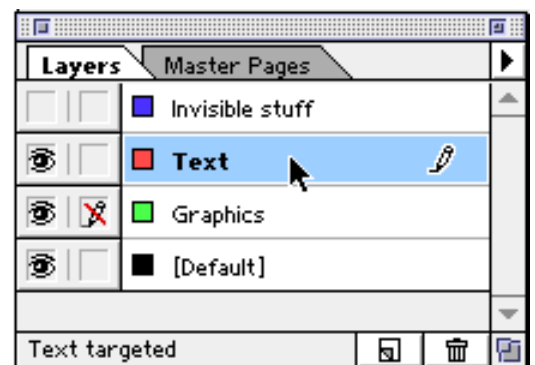 Layers Master Pages
Invisible stuff
Text
Graphics
[Default]
Text targeted